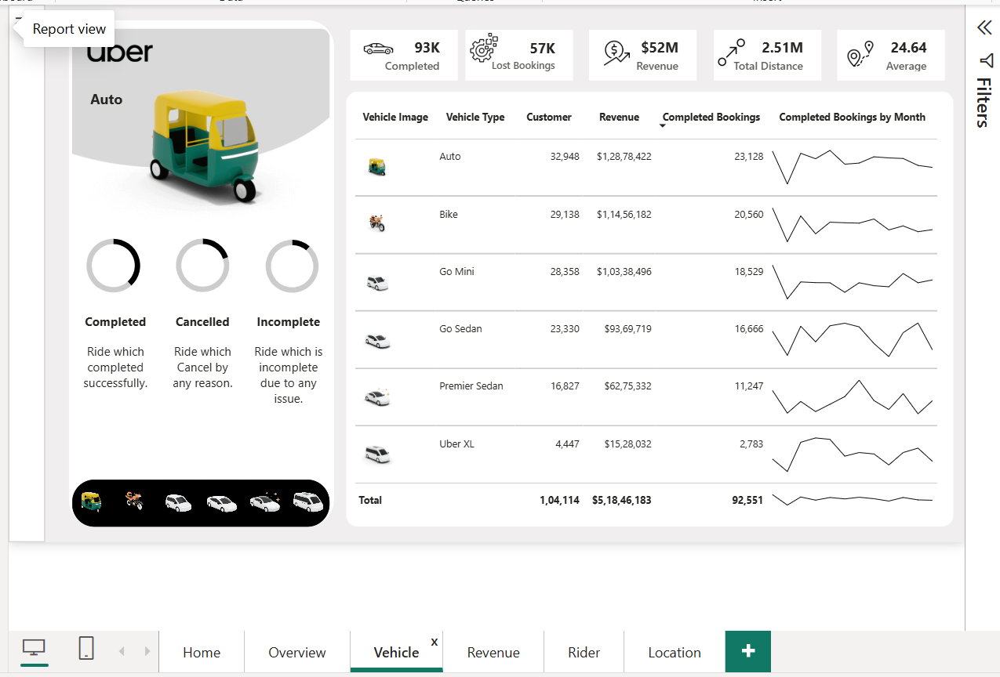 Report view
Uber
Auto
93K
Completed
57K
Lost Bookings
$52M
Revenue
2.51M
Total Distance
24.64
Average
Filters
Vehicle Image Vehicle Type Customer Revenue Completed Bookings Completed Bookings by Month
Auto 32,948 $1,28,78,422 23,128
Bike 29,138 $1,14,56,182 20,560
Go Mini 28,358 $1,03,38,496 18,529
Go Sedan 23,330 $93,69,719 16,666
Premier Sedan 16,827 $62,75,332 11,247
Uber XL 4,447 $15,28,032 2,783
Total 1,04,114 $5,18,46,183 92,551
Completed
Ride which
completed
successfully.
Cancelled
Ride which
Cancel by
any reason.
Incomplete
Ride which is
incomplete
due to any
issue.
Home Overview Vehicle x Revenue Rider Location +